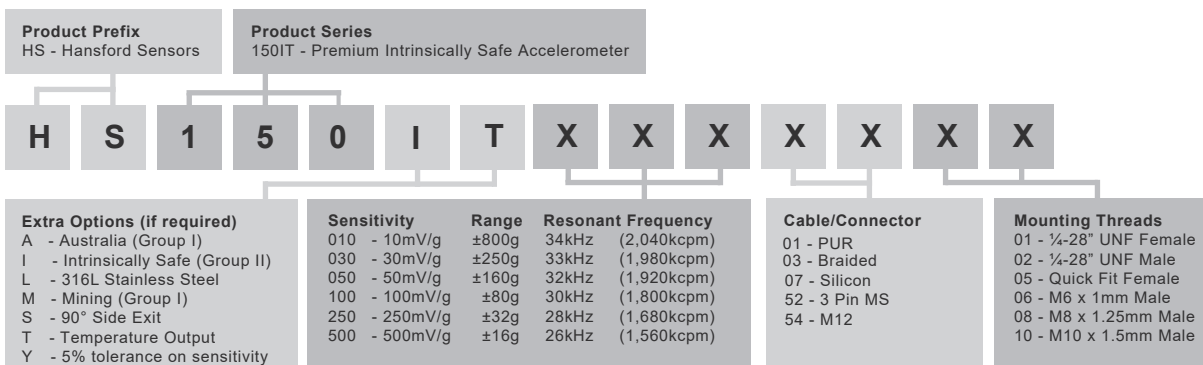 Product Prefix
HS - Hansford Sensors
Product Series
150IT - Premium Intrinsically Safe Accelerometer
H S 1 5 0 I T X X X X X X X
Extra Options (if required)
A - Australia (Group I)
I - Intrinsically Safe (Group II)
L - 316L Stainless Steel
M - Mining (Group I)
S - 90° Side Exit
T - Temperature Output
Y - 5% tolerance on sensitivity
Sensitivity Range Resonant Frequency
010 - 10mV/g ±800g 34kHz (2,040kcpm)
030 - 30mV/g ±250g 33kHz (1,980kcpm)
050 - 50mV/g ±160g 32kHz (1,920kcpm)
100 - 100mV/g ±80g 30kHz (1,800kcpm)
250 - 250mV/g ±32g 28kHz (1,680kcpm)
500 - 500mV/g ±16g 26kHz (1,560kcpm)
Cable/Connector
01 - PUR
03 - Braided
07 - Silicon
52 - 3 Pin MS
54 - M12
Mounting Threads
01 - ¼-28” UNF Female
02 - ¼-28” UNF Male
05 - Quick Fit Female
06 - M6 x 1mm Male
08 - M8 x 1.25mm Male
10 - M10 x 1.5mm Male